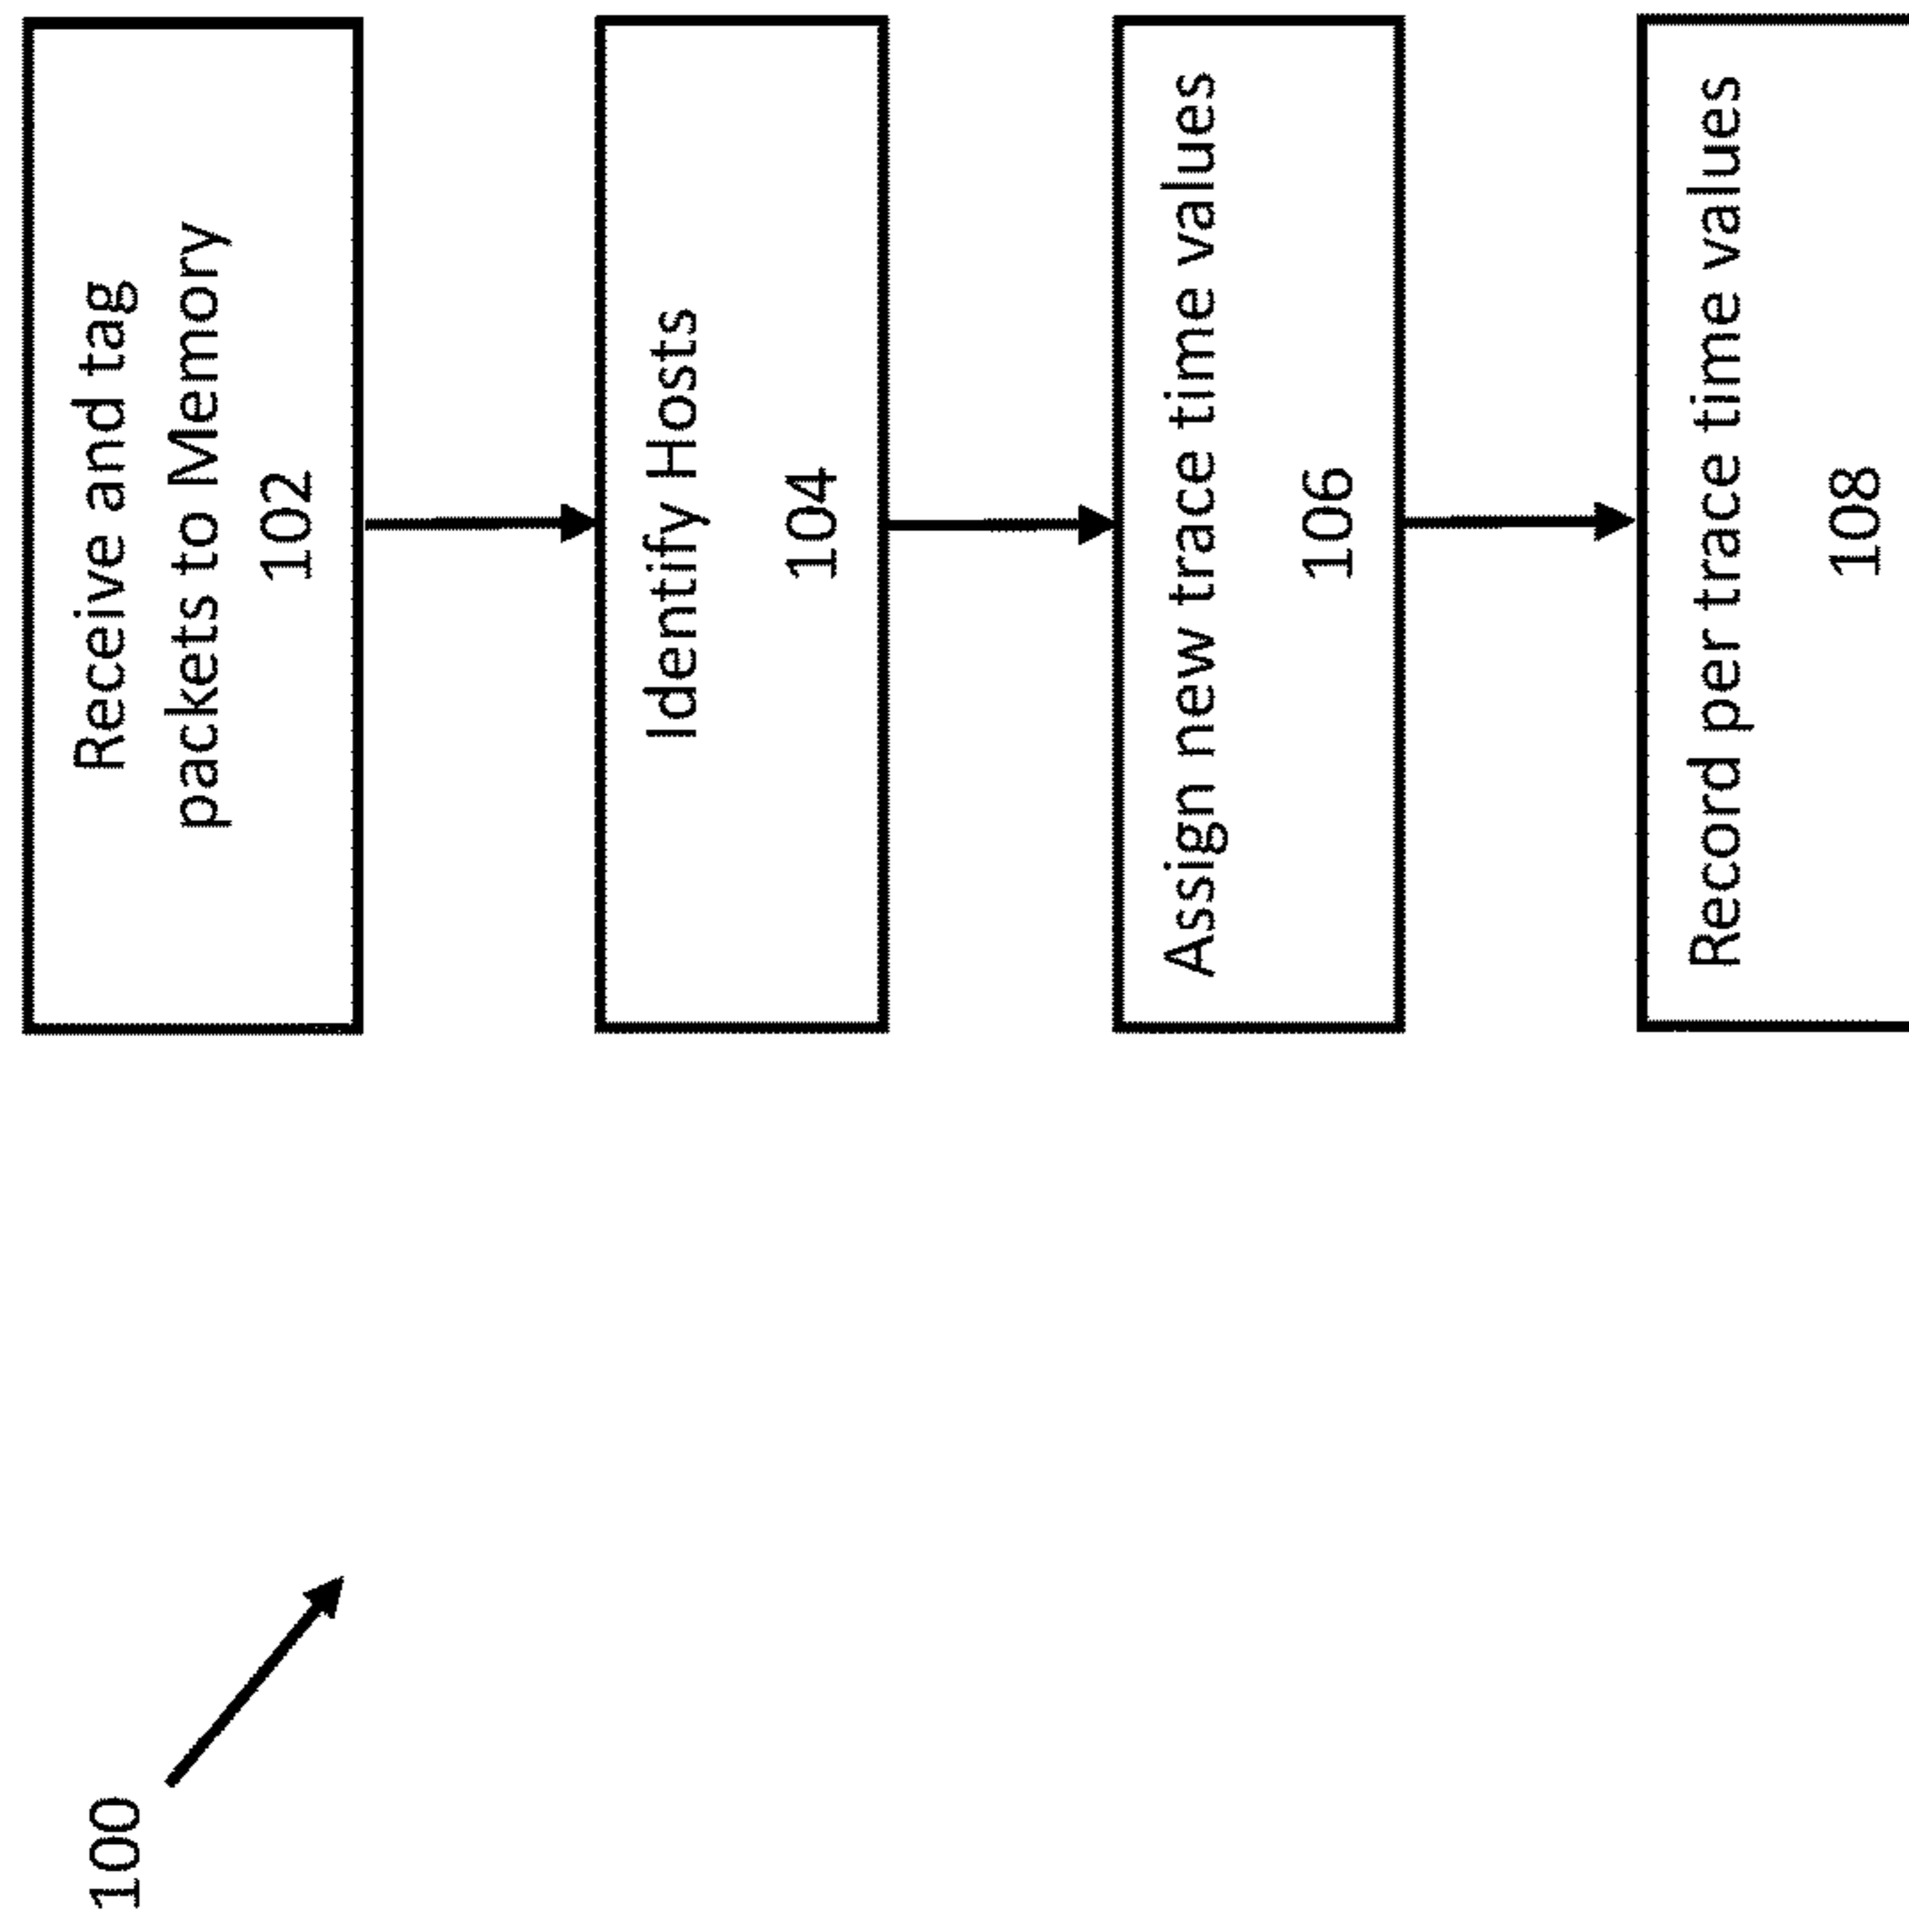 100
Receive and tag
packets to Memory
102
Identify Hosts
104
Assign new trace time values
106
Record per trace time values
108